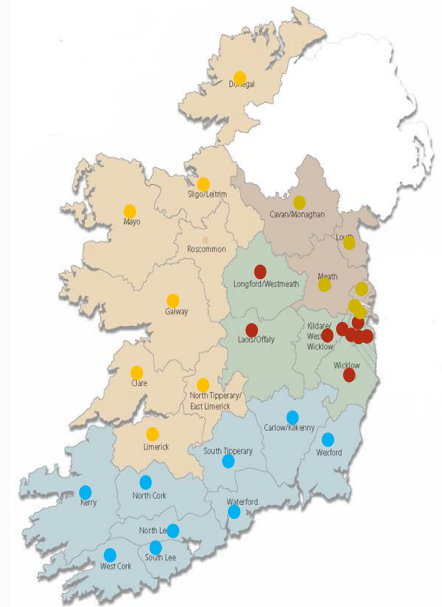 Donegal
Sligo/Leitrim
Cavan/Monaghan
Mayo
Louth
Roscommon
Meath
Longford/Westmeath
Galway
Kildare/
West
Wicklow
Laois/Offaly
Wicklow
Clare
North Tipperary/
East Limerick
Carlow/Kilkenny
Limerick
South Tipperary
Wexford
North Cork
Kerry
Waterford
North Lee
South Lee
West Cork